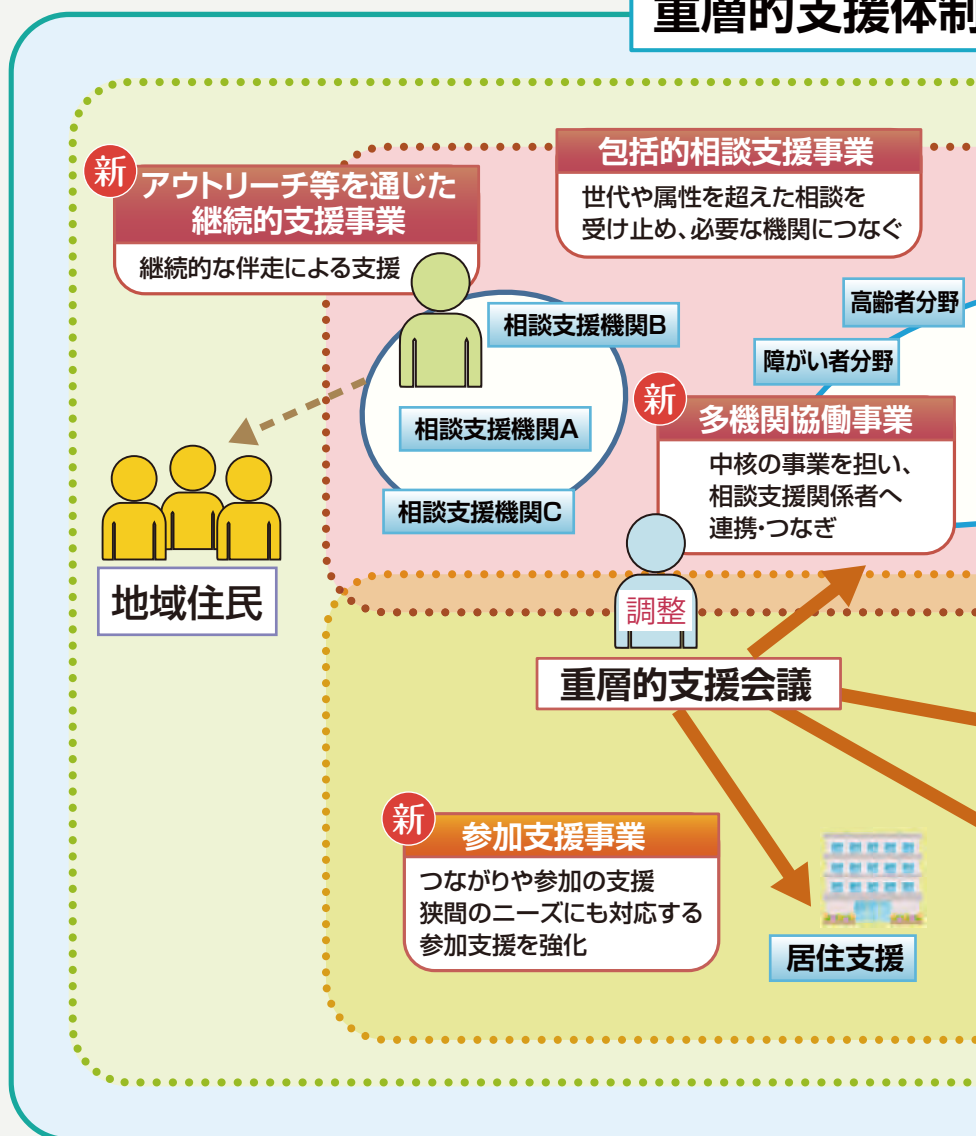 重層的支援体制
新
アウトリーチ等を通じた
継続的支援事業
継続的な伴走による支援
包括的相談支援事業
世代や属性を超えた相談を
受け止め、必要な機関につなぐ
高齢者分野
障がい者分野
相談支援機関B
相談支援機関A
相談支援機関C
新
多機関協働事業
中核の事業を担い、
相談支援関係者へ
連携・つなぎ
地域住民
調整
重層的支援会議
新
参加支援事業
つながりや参加の支援
狭間のニーズにも対応する
参加支援を強化
居住支援